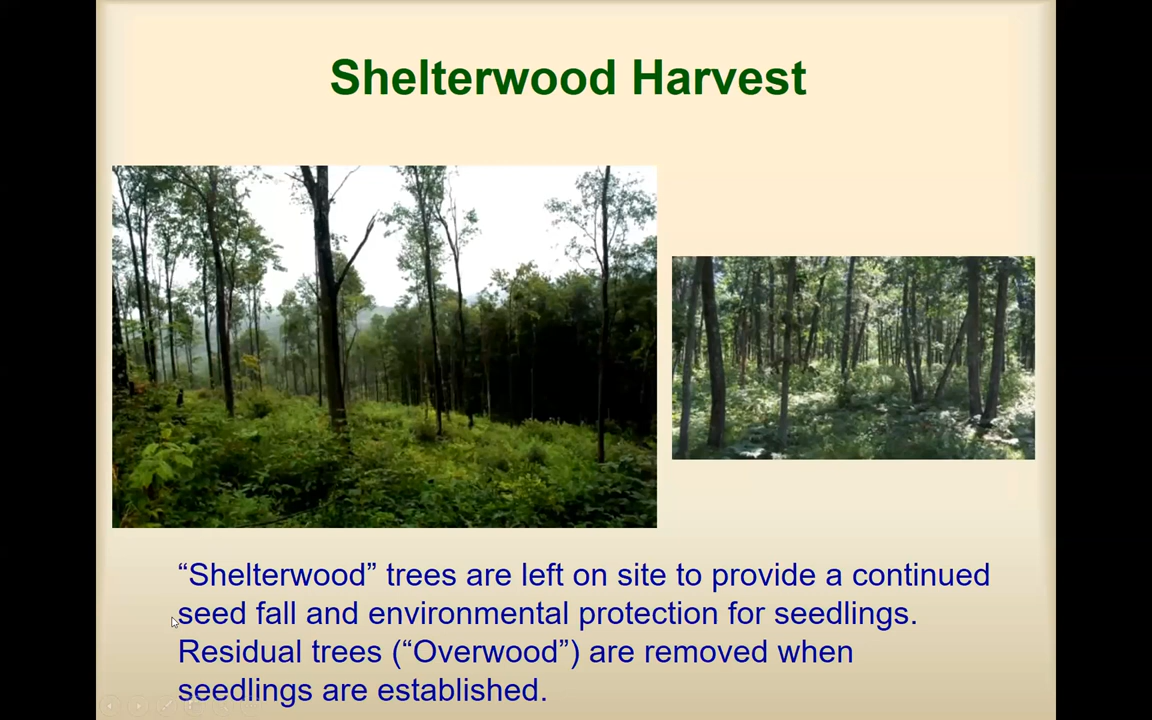 Shelterwood Harvest
“Shelterwood” trees are left on site to provide a continued
seed fall and environmental protection for seedlings.
Residual trees (“Overwood”) are removed when
seedlings are established.